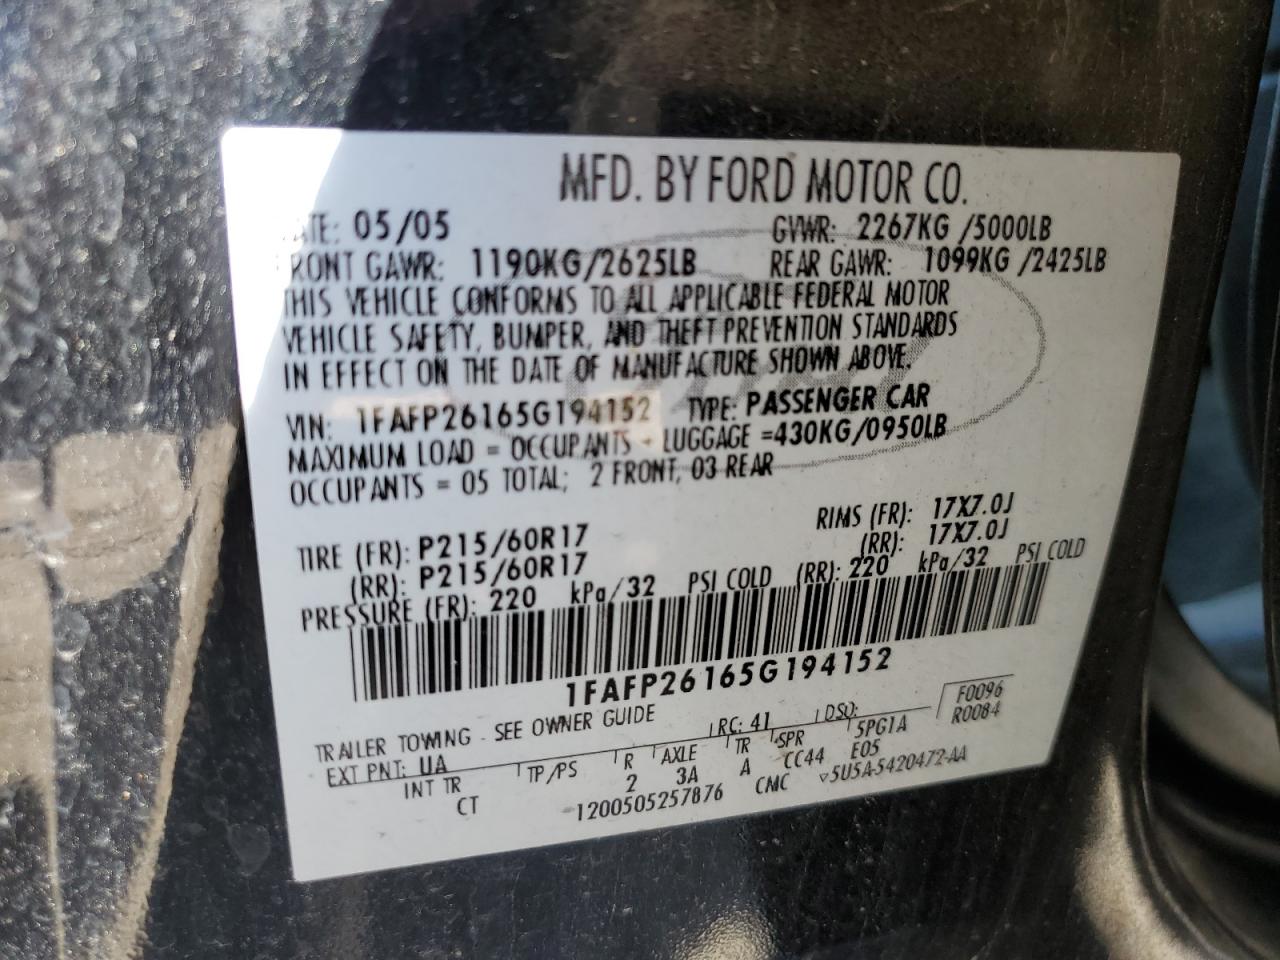 MFD. BY FORD MOTOR CO.
DATE: 05/05 GVWR: 2267KG /5000LB
FRONT GAWR: 1190KG/2625LB REAR GAWR: 1099KG /2425LB
THIS VEHICLE CONFORMS TO ALL APPLICABLE FEDERAL MOTOR
VEHICLE SAFETY, BUMPER, AND THEFT PREVENTION STANDARDS
IN EFFECT ON THE DATE OF MANUFACTURE SHOWN ABOVE.
VIN: 1FAFP26165G194152 TYPE: PASSENGER CAR
MAXIMUM LOAD = OCCUPANTS + LUGGAGE =430KG/0950LB
OCCUPANTS = 05 TOTAL; 2 FRONT, 03 REAR
TIRE (FR): P215/60R17 RIMS (FR): 17X7.0J
(RR): P215/60R17 (RR): 17X7.0J
PRESSURE (FR): 220 kPa/32 PSI COLD (RR): 220 kPa/32 PSI COLD
1FAFP26165G194152
TRAILER TOWING - SEE OWNER GUIDE F0096
EXT PNT: UA RC: 41 DSO: R0084
INT TR TP/PS R AXLE TR SPR 5PG1A
CT 2 3A A CC44 E05
1200505257876 CMC ▿5U5A-5420472-AA